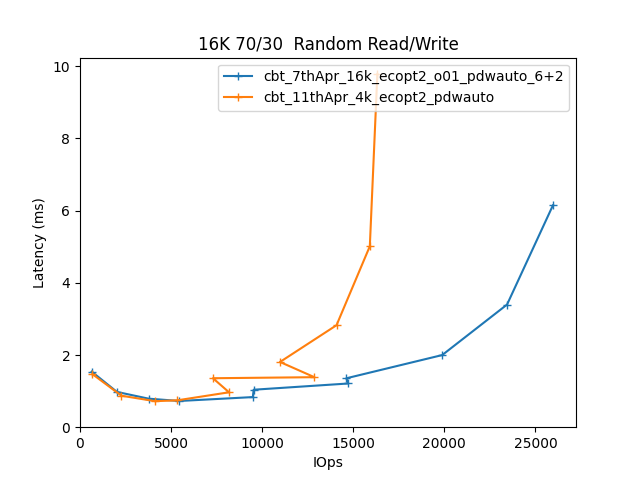 16K 70/30  Random Read/Write
cbt_7thApr_16k_ecopt2_o01_pdwauto_6+2
cbt_11thApr_4k_ecopt2_pdwauto
Latency (ms)
10
8
6
4
2
0
0 5000 10000 15000 20000 25000
IOps